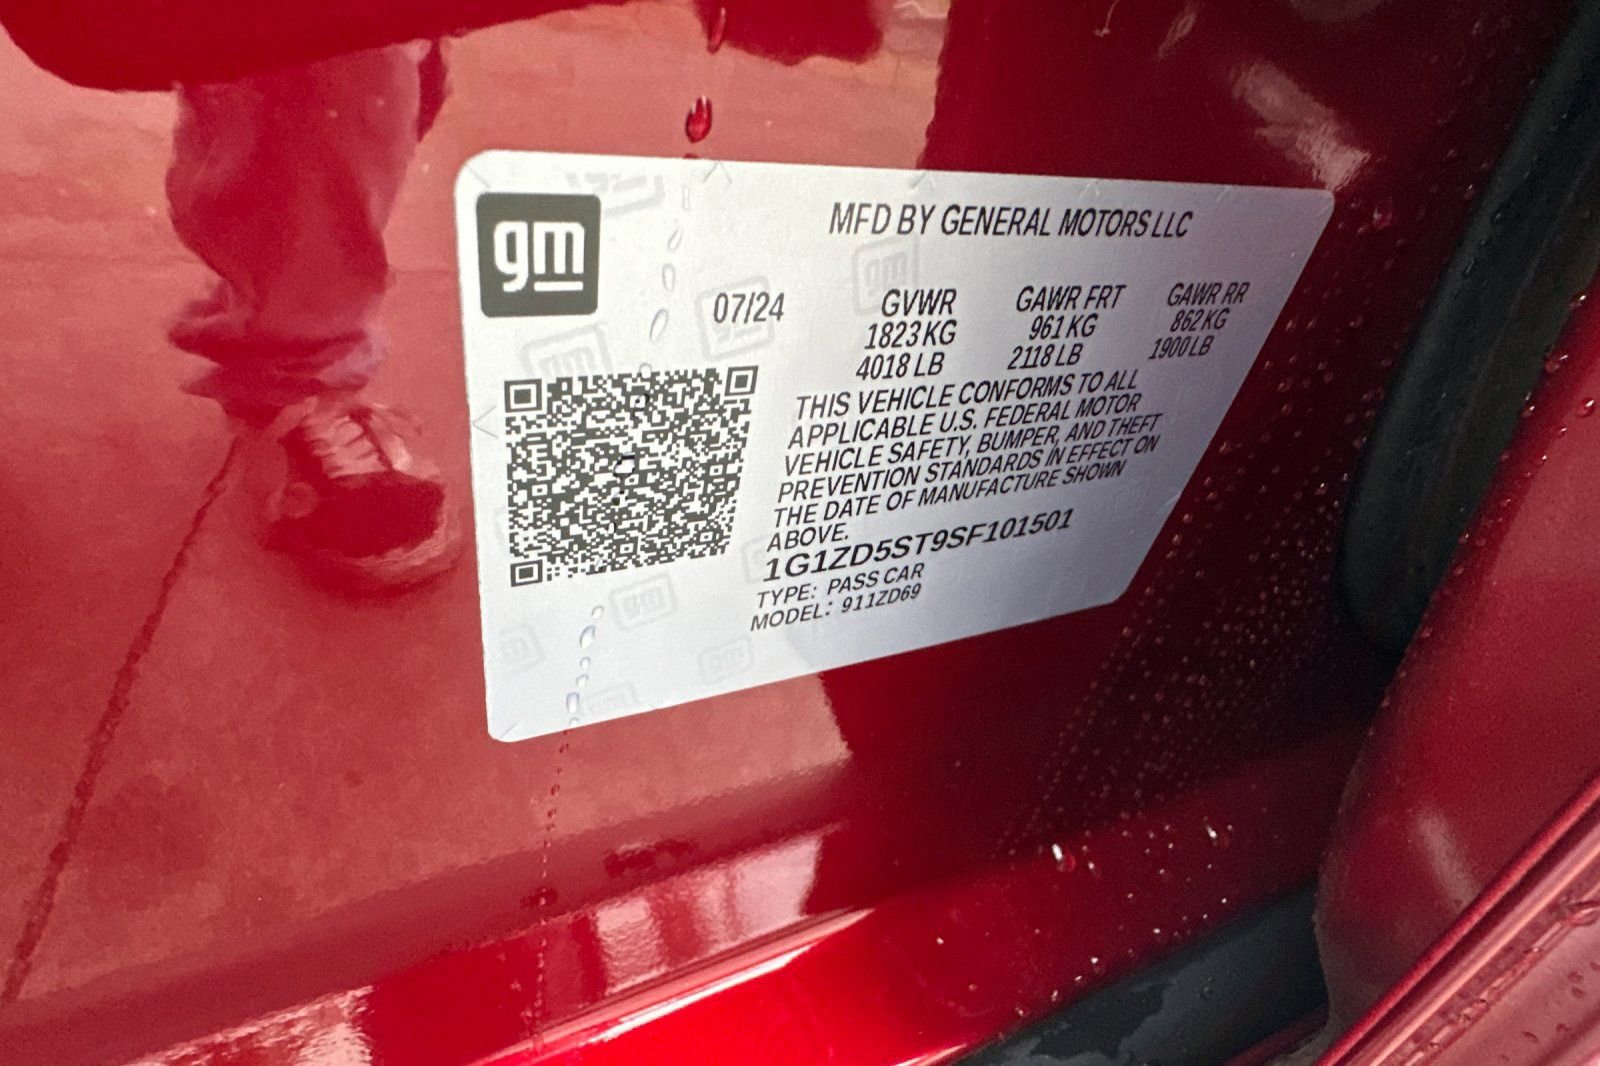 gm
MFD BY GENERAL MOTORS LLC
07/24 GVWR GAWR FRT GAWR RR
1823 KG 961 KG 862 KG
4018 LB 2118 LB 1900 LB
THIS VEHICLE CONFORMS TO ALL
APPLICABLE U.S. FEDERAL MOTOR
VEHICLE SAFETY, BUMPER, AND THEFT
PREVENTION STANDARDS IN EFFECT ON
THE DATE OF MANUFACTURE SHOWN
ABOVE.
1G1ZD5ST9SF101501
TYPE: PASS CAR
MODEL: 911ZD69